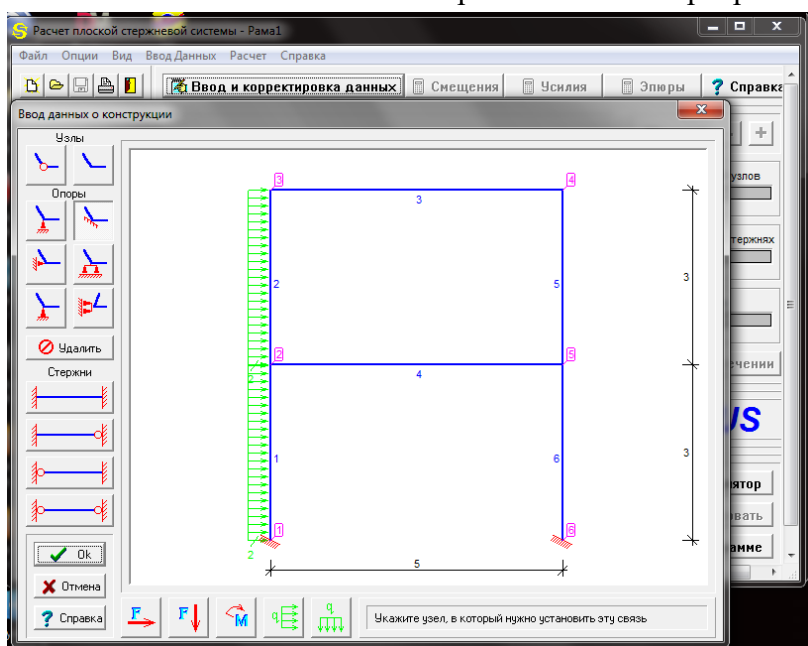 Расчет плоской стержневой системы - Рама1
Файл Опции Вид Ввод Данных Расчет Справка
Ввод и корректировка данных Смещения Усилия Эпюры ? Справка
Ввод данных о конструкции
Узлы
Опоры
Удалить
Стержни
Ok
Отмена
? Справка
3 4
3
2 5 3
2 5
2 4
1 6 3
1 6
2 5
F F M q q
Укажите узел, в который нужно установить эту связь
узлов
тержнях
ечении
US
ятор
овать
амме